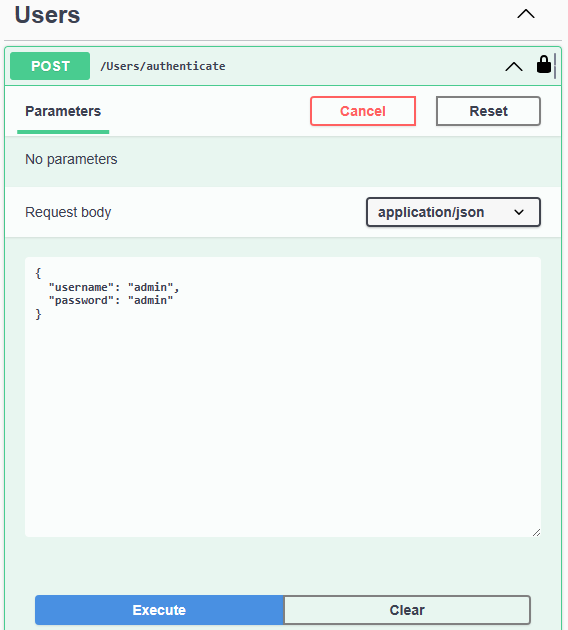 Users
POST /Users/authenticate
Parameters Cancel Reset
No parameters
Request body application/json
{
"username": "admin",
"password": "admin"
}
Execute Clear